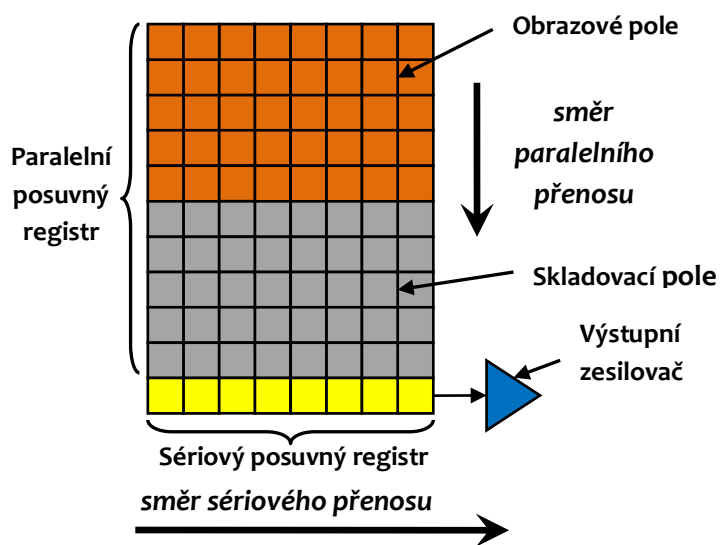 Obrazové pole
směr
paralelního
přenosu
Paralelní
posuvný
registr
Skladovací pole
Výstupní
zesilovač
Sériový posuvný registr
směr sériového přenosu